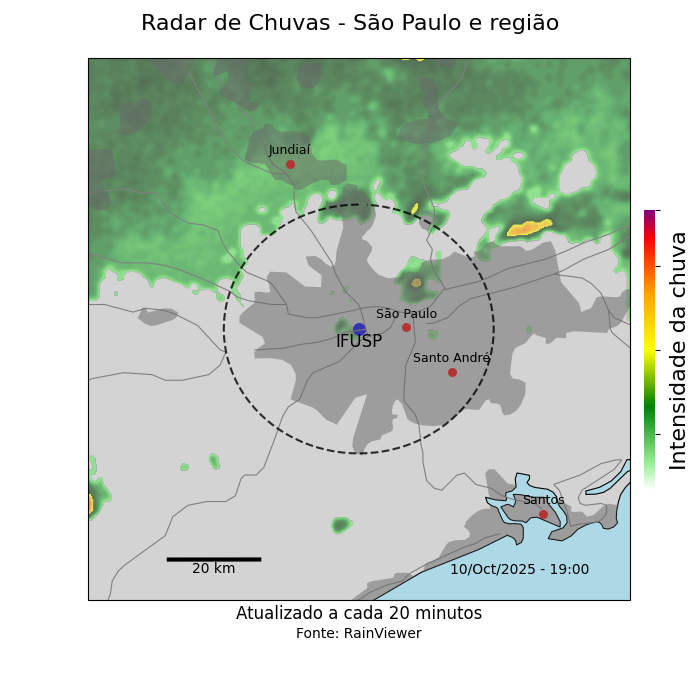 Radar de Chuvas - São Paulo e região
Jundiaí
São Paulo
IFUSP
Santo André
Santos
20 km
10/Oct/2025 - 19:00
Intensidade da chuva
Atualizado a cada 20 minutos
Fonte: RainViewer